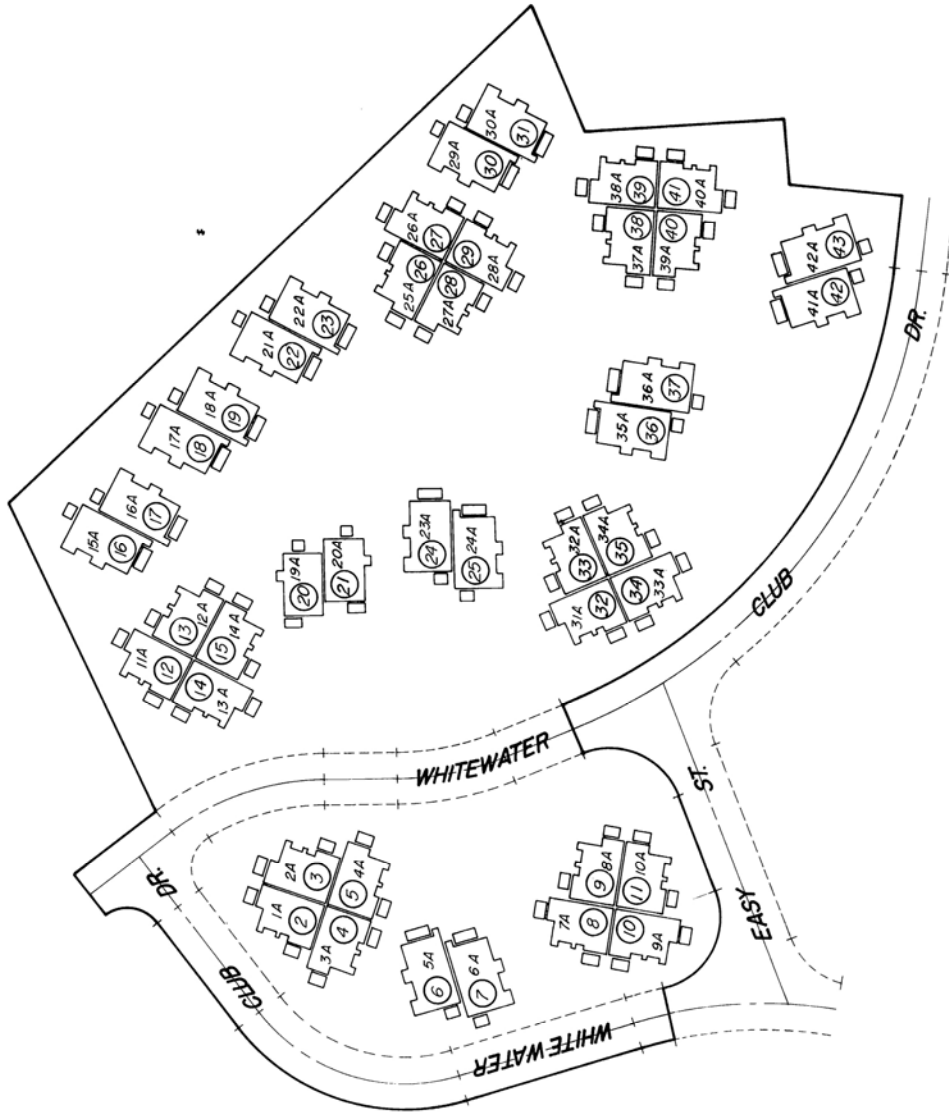 30A
31
29A
30
26A
27
25A
26
29
28A
28
27A
38A
39
41
40A
37A
38
40
39A
42A
43
41A
42
22A
23
21A
22
18A
19
17A
18
16A
17
15A
16
36A
37
35A
36
23A
24
24A
25
19A
20
20A
21
32A
33
34A
35
31A
32
34
33A
12A
13
14A
15
11A
12
14
13A
DR.
CLUB
WHITEWATER
ST.
EASY
DR.
CLUB
WHITEWATER
2A
3
1A
2
4A
5
3A
4
5A
6
6A
7
8A
9
7A
8
10A
11
10
9A